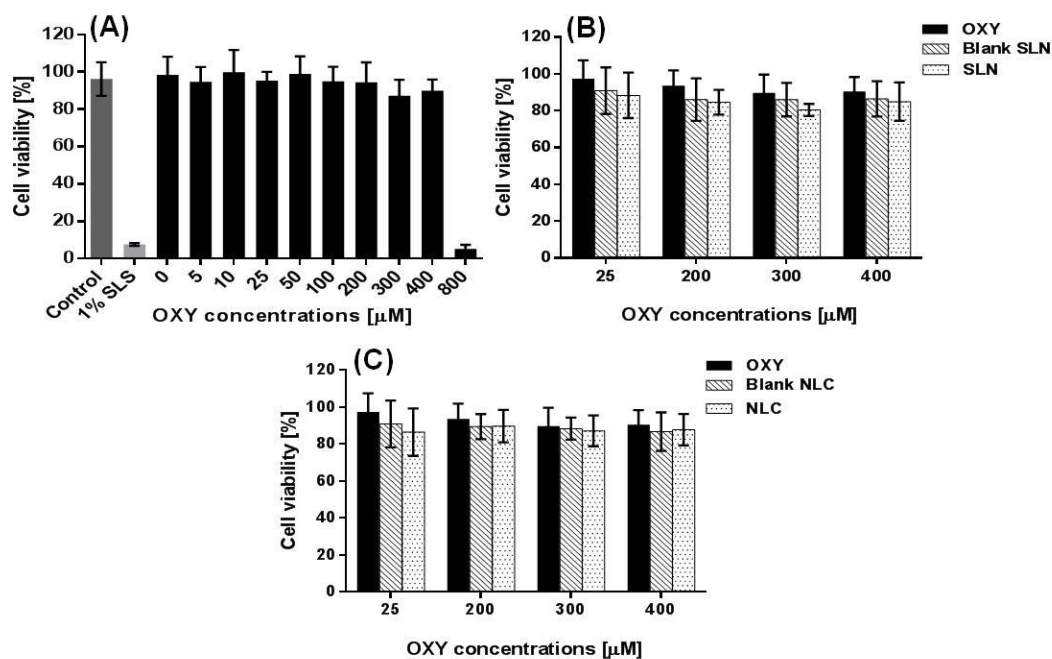 (A)
Cell viability [%]
120
100
80
60
40
20
0
Control
1% SLS
0
5
10
25
50
100
200
300
400
800
OXY concentrations [μM]
(B)
OXY
Blank SLN
SLN
Cell viability [%]
120
100
80
60
40
20
0
25
200
300
400
OXY concentrations [μM]
(C)
OXY
Blank NLC
NLC
Cell viability [%]
120
100
80
60
40
20
0
25
200
300
400
OXY concentrations [μM]